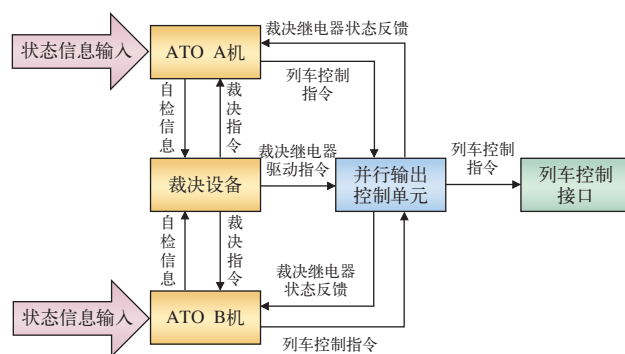 状态信息输入
ATO A机
裁决继电器状态反馈
列车控制
指令
自检信息
裁决指令
裁决设备
裁决继电器
驱动指令
并行输出
控制单元
列车控制
指令
列车控制
接口
自检信息
裁决指令
裁决继电器
状态反馈
状态信息输入
ATO B机
列车控制指令